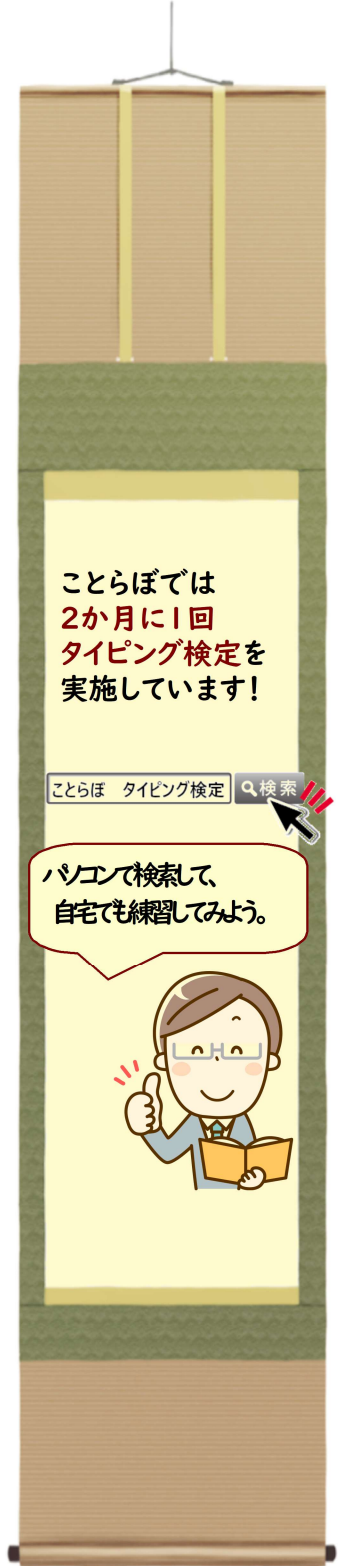 ことらぼでは
2か月に1回
タイピング検定を
実施しています！
ことらぼ　タイピング検定
検索
パソコンで検索して、
自宅でも練習してみよう。